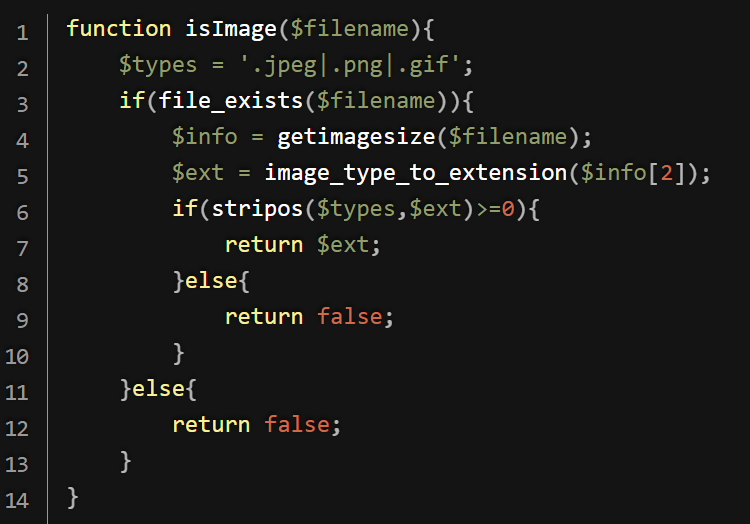 1 function isImage($filename){
2 $types = '.jpeg|.png|.gif';
3 if(file_exists($filename)){
4 $info = getimagesize($filename);
5 $ext = image_type_to_extension($info[2]);
6 if(stripos($types,$ext)>=0){
7 return $ext;
8 }else{
9 return false;
10 }
11 }else{
12 return false;
13 }
14 }